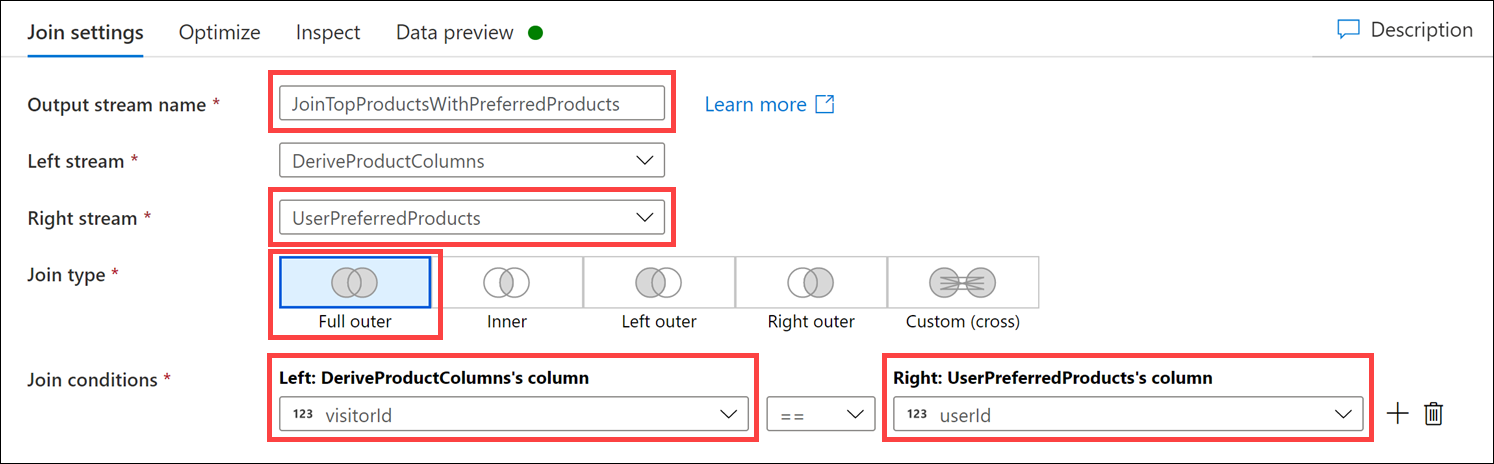 Join settings Optimize Inspect Data preview Description
Output stream name * JoinTopProductsWithPreferredProducts Learn more
Left stream * DeriveProductColumns
Right stream * UserPreferredProducts
Join type *
Full outer Inner Left outer Right outer Custom (cross)
Join conditions * Left: DeriveProductColumns's column Right: UserPreferredProducts's column
123 visitorId == 123 userId